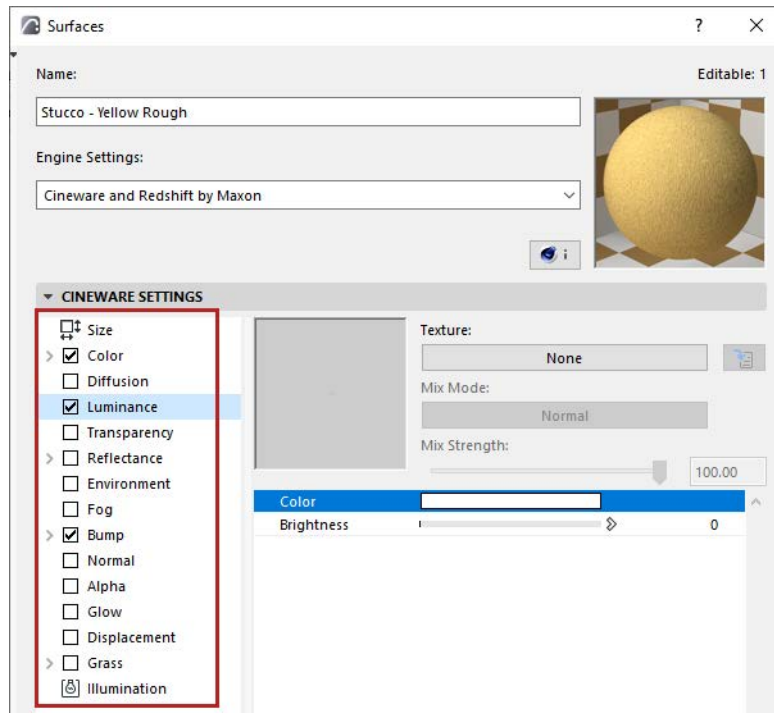 Surfaces
?
Name:
Editable: 1
Stucco - Yellow Rough
Engine Settings:
Cineware and Redshift by Maxon
i
CINEWARE SETTINGS
Size
Color
Diffusion
Luminance
Transparency
Reflectance
Environment
Fog
Bump
Normal
Alpha
Glow
Displacement
Grass
Illumination
Texture:
None
Mix Mode:
Normal
Mix Strength:
100.00
Color
Brightness 0